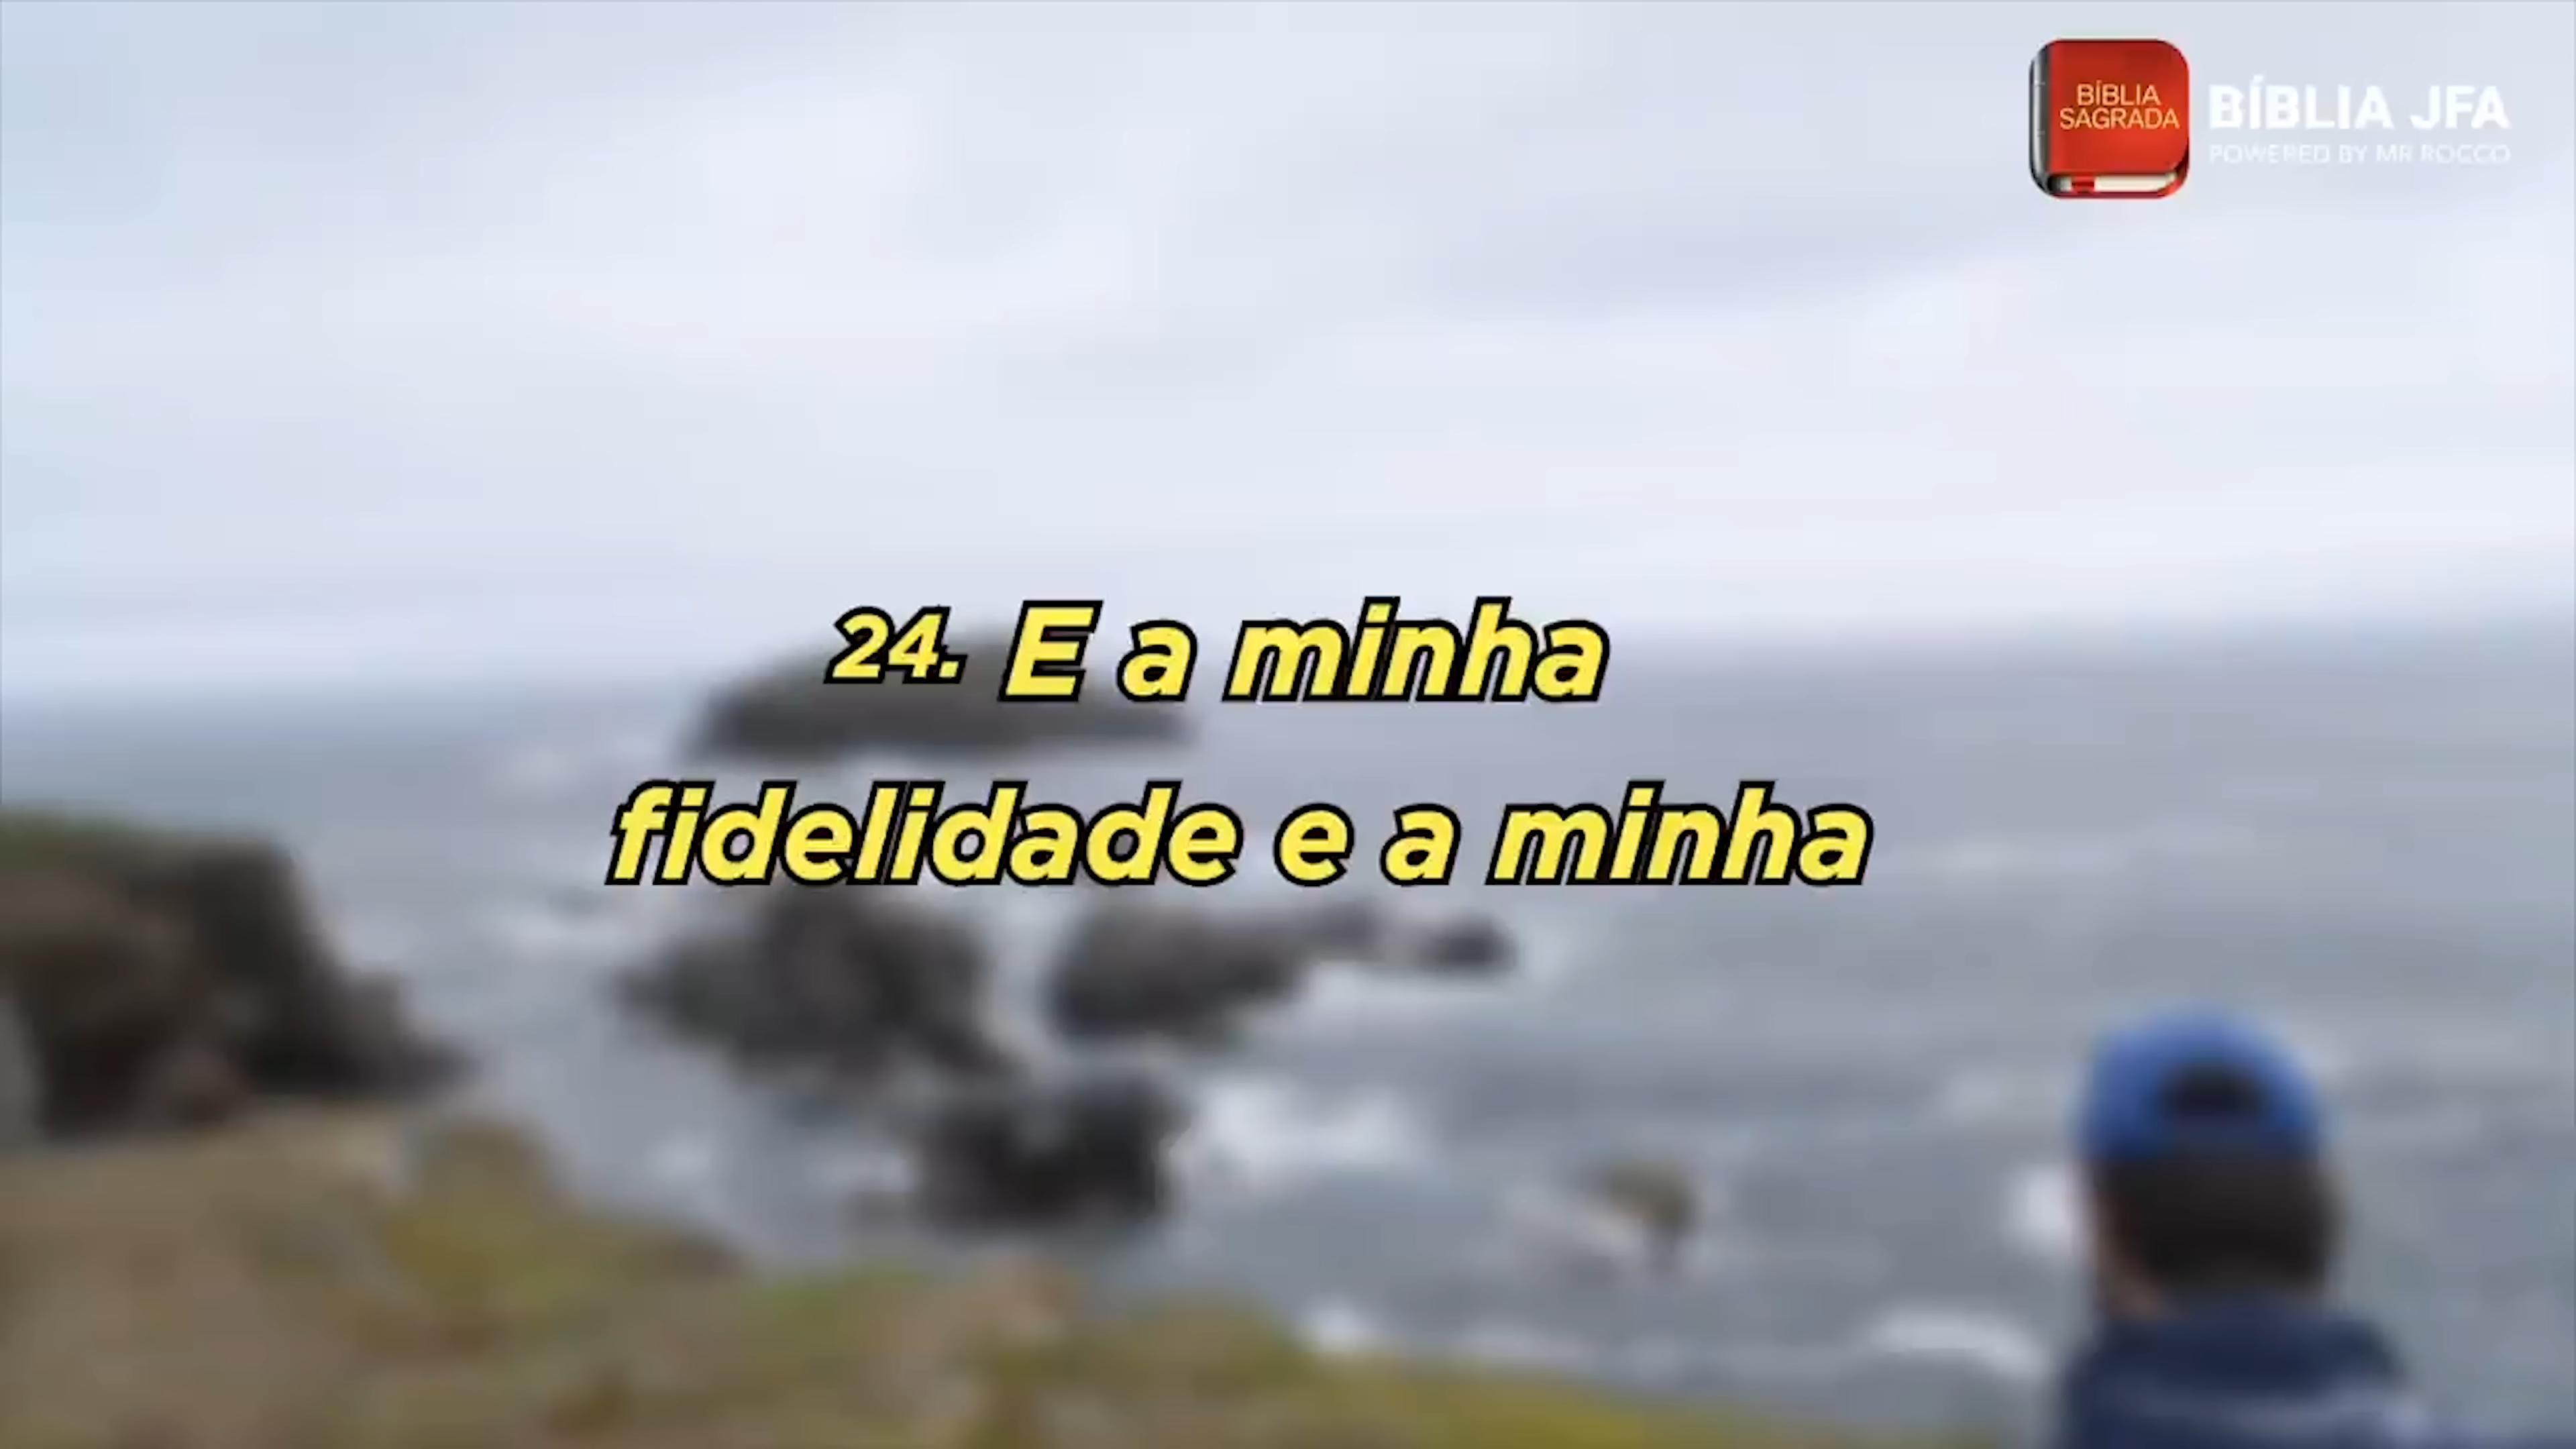 BÍBLIA
SAGRADA
BÍBLIA JFA
POWERED BY MR ROCCO
24. E a minha
fidelidade e a minha